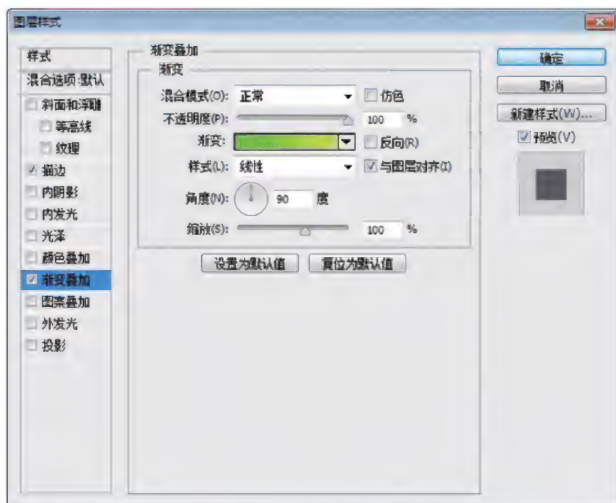 图层样式
样式
混合选项:默认
斜面和浮雕
等高线
纹理
描边
内阴影
内发光
光泽
颜色叠加
渐变叠加
图案叠加
外发光
投影
渐变叠加
渐变
混合模式(O): 正常 仿色
不透明度(P): 100 %
渐变: 反向(R)
样式(L): 线性 与图层对齐(I)
角度(N): 90 度
缩放(S): 100 %
设置为默认值 复位为默认值
确定
取消
新建样式(W)...
预览(V)